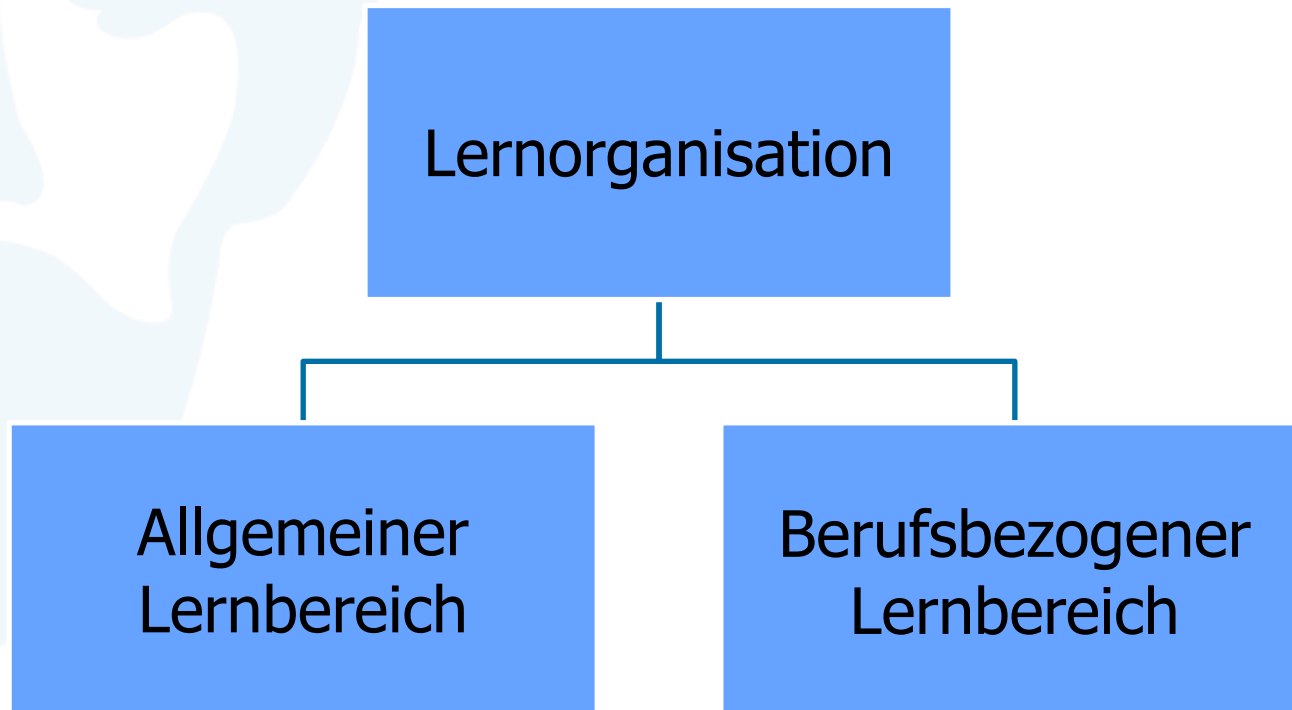 Lernorganisation
Allgemeiner
Lernbereich
Berufsbezogener
Lernbereich